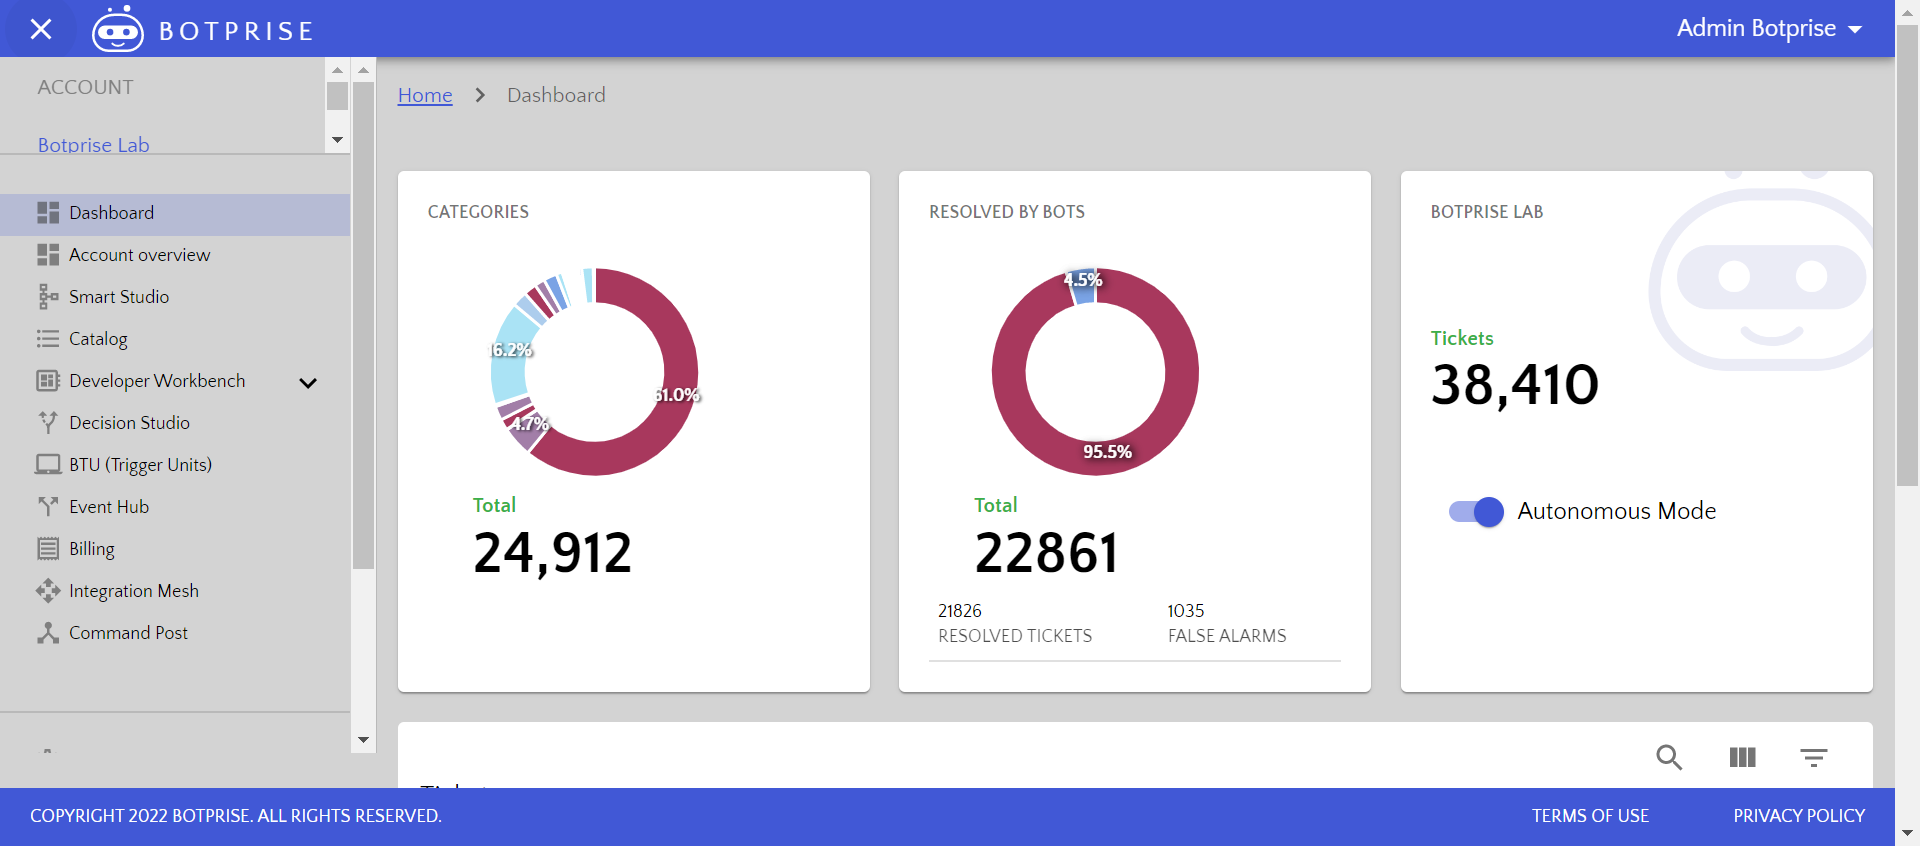 BOTPRISE
Admin Botprise
ACCOUNT
Botprise Lab
Dashboard
Account overview
Smart Studio
Catalog
Developer Workbench
Decision Studio
BTU (Trigger Units)
Event Hub
Billing
Integration Mesh
Command Post
Home
Dashboard
CATEGORIES
16.2%
61.0%
4.7%
Total
24,912
RESOLVED BY BOTS
4.5%
95.5%
Total
22861
21826
RESOLVED TICKETS
1035
FALSE ALARMS
BOTPRISE LAB
Tickets
38,410
Autonomous Mode
COPYRIGHT 2022 BOTPRISE. ALL RIGHTS RESERVED.
TERMS OF USE
PRIVACY POLICY